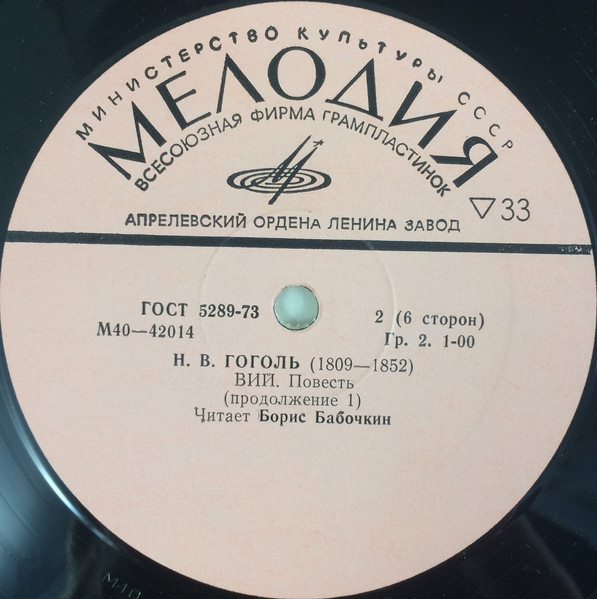 МИНИСТЕРСТВО КУЛЬТУРЫ СССР
МЕЛОДИЯ
ВСЕСОЮЗНАЯ ФИРМА ГРАМПЛАСТИНОК
▽33
АПРЕЛЕВСКИЙ ОРДЕНА ЛЕНИНА ЗАВОД
ГОСТ 5289-73
М40—42014
2 (6 сторон)
Гр. 2. 1-00
Н. В. ГОГОЛЬ (1809—1852)
ВИЙ. Повесть
(продолжение 1)
Читает Борис Бабочкин